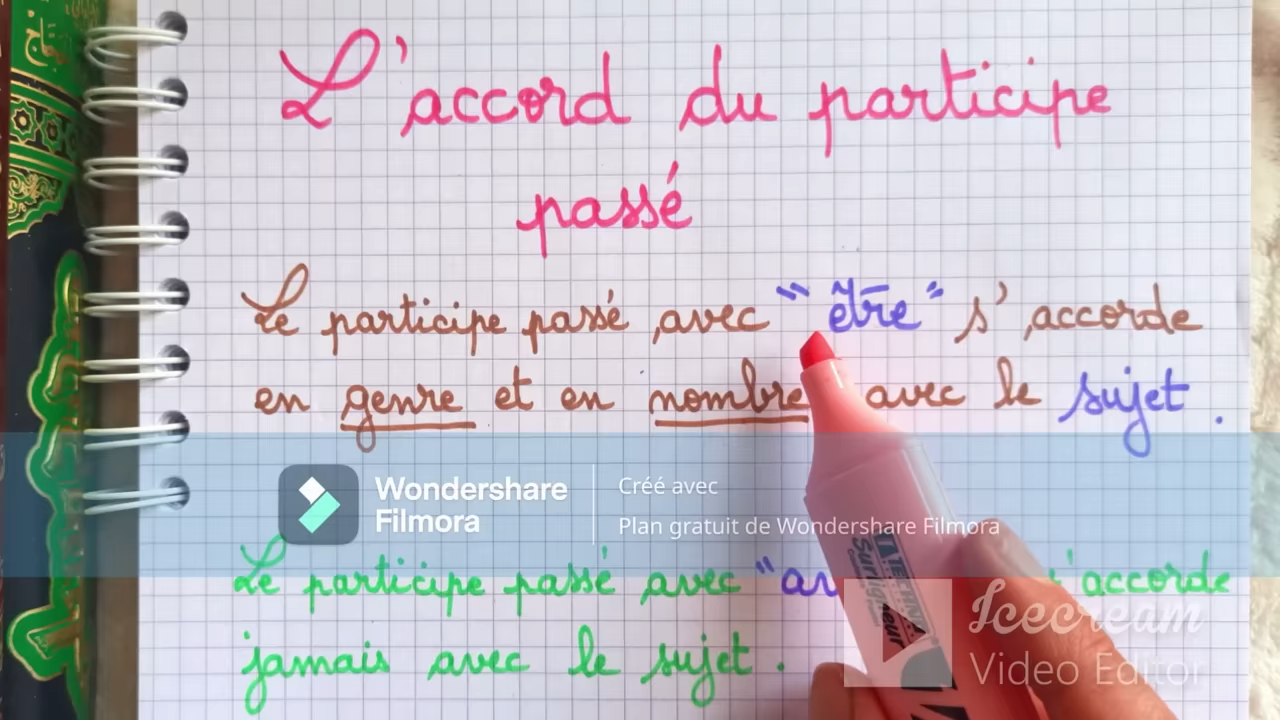 L'accord du participe
passé
Le participe passé avec "être" s'accorde
en genre et en nombre avec le sujet.
Wondershare
Filmora
Créé avec
Plan gratuit de Wondershare Filmora
Le participe passé avec "av 'accorde
jamais avec le sujet.
Surligneur
Icecream
Video Editor